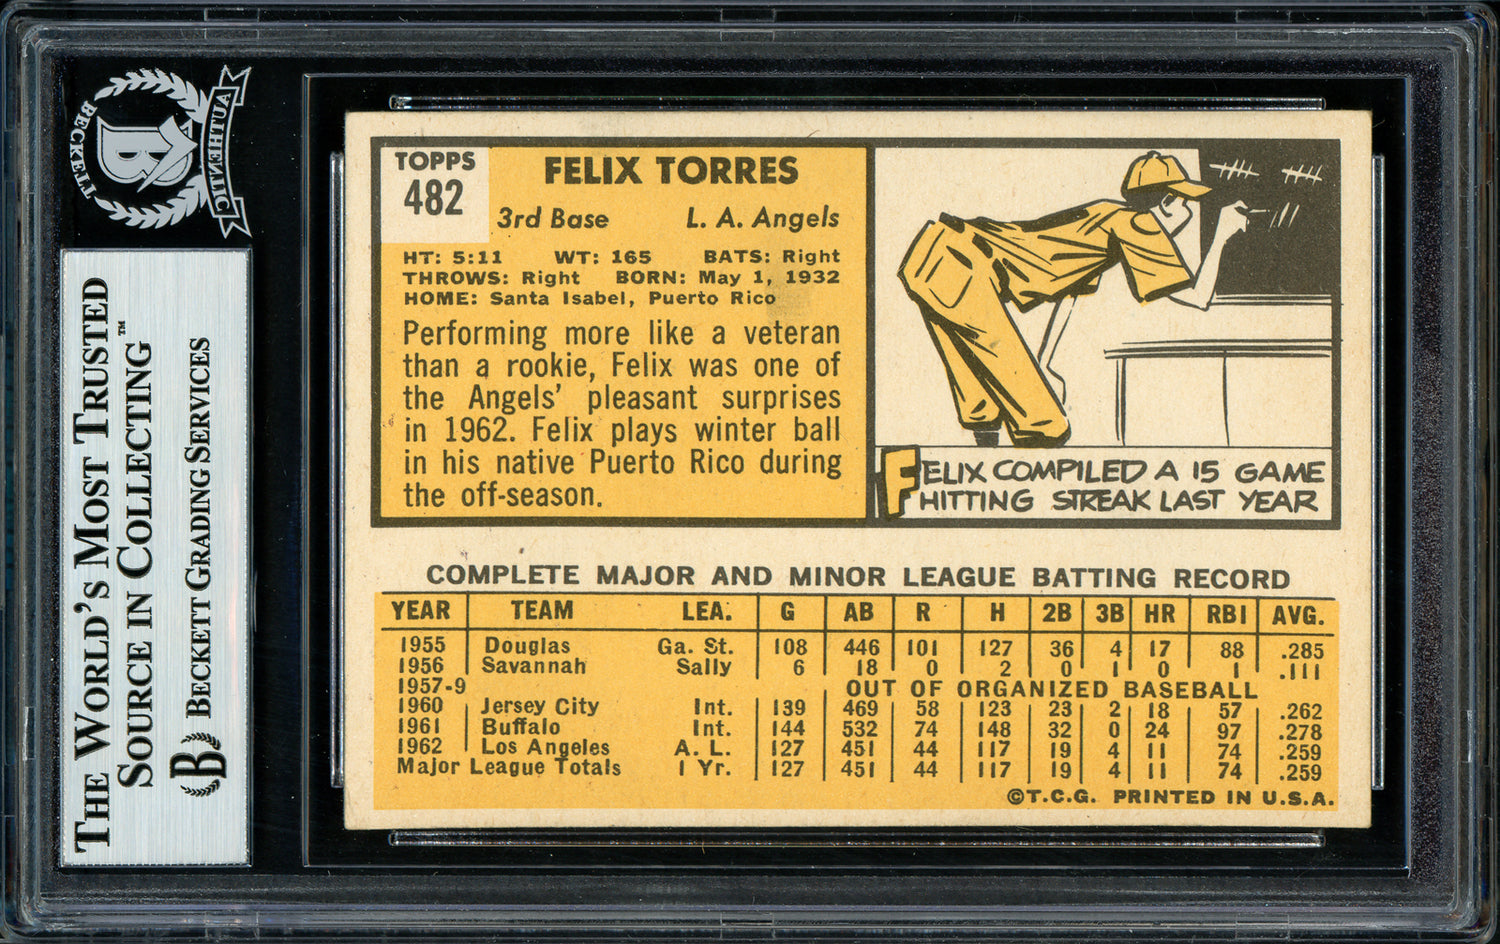 BECKETT
AUTHENTIC
B
THE WORLD'S MOST TRUSTED
SOURCE IN COLLECTING™
BECKETT GRADING SERVICES
B
TOPPS
482
FELIX TORRES
3rd Base L. A. Angels
HT: 5:11 WT: 165 BATS: Right
THROWS: Right BORN: May 1, 1932
HOME: Santa Isabel, Puerto Rico
Performing more like a veteran
than a rookie, Felix was one of
the Angels' pleasant surprises
in 1962. Felix plays winter ball
in his native Puerto Rico during
the off-season.
FELIX COMPILED A 15 GAME
HITTING STREAK LAST YEAR
COMPLETE MAJOR AND MINOR LEAGUE BATTING RECORD
YEAR TEAM LEA. G AB R H 2B 3B HR RBI AVG.
1955 Douglas Ga. St. 108 446 101 127 36 4 17 88 .285
1956 Savannah Sally 6 18 0 2 0 1 0 1 .111
1957-9 OUT OF ORGANIZED BASEBALL
1960 Jersey City Int. 139 469 58 123 23 2 18 57 .262
1961 Buffalo Int. 144 532 74 148 32 0 24 97 .278
1962 Los Angeles A. L. 127 451 44 117 19 4 11 74 .259
Major League Totals 1 Yr. 127 451 44 117 19 4 11 74 .259
©T.C.G. PRINTED IN U.S.A.